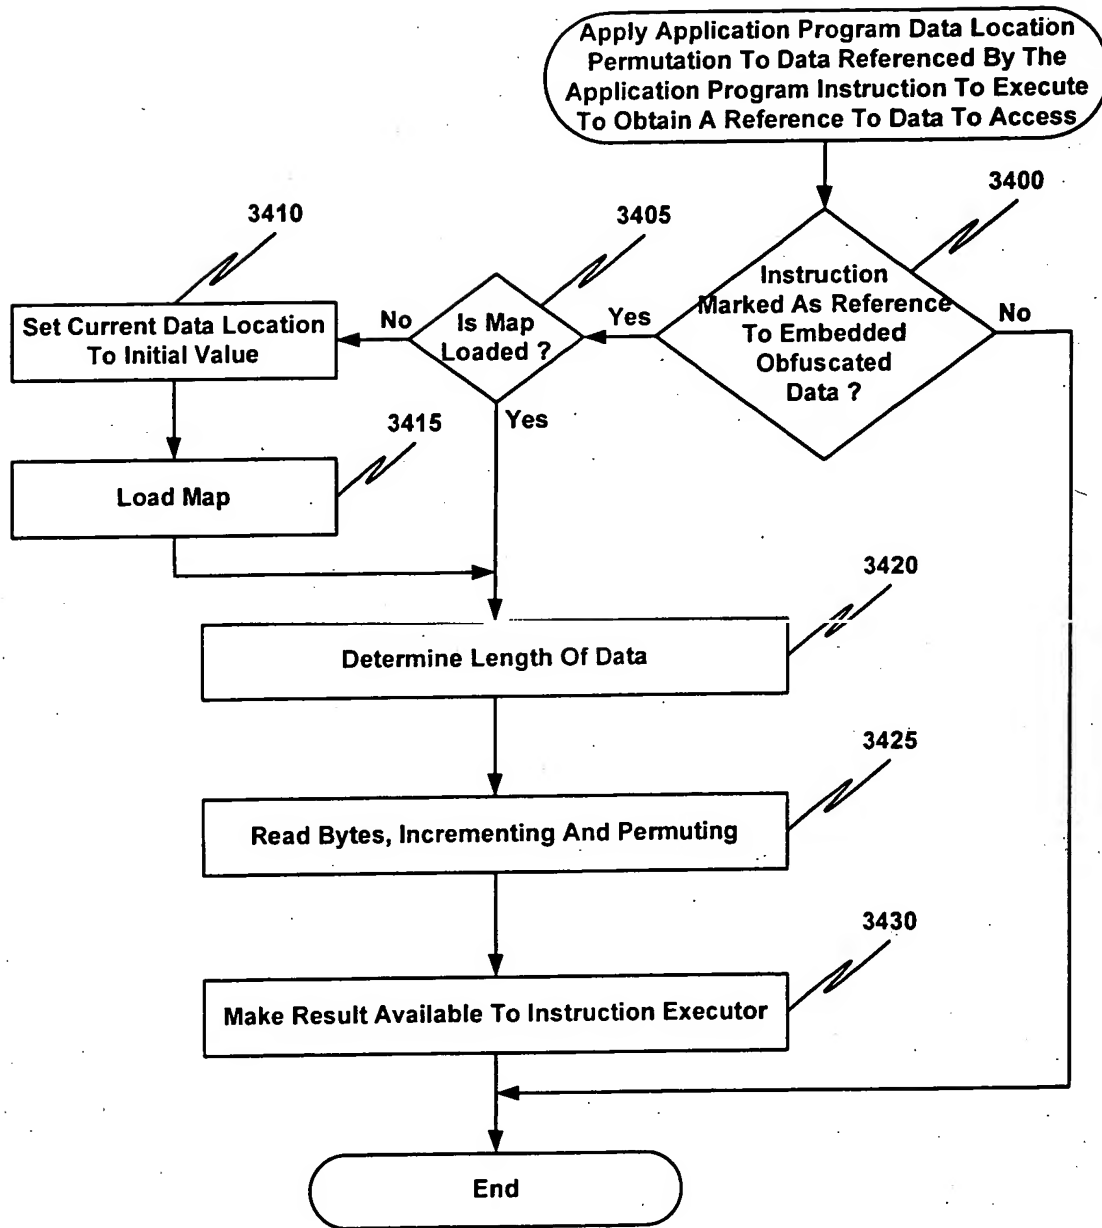 Apply Application Program Data Location
Permutation To Data Referenced By The
Application Program Instruction To Execute
To Obtain A Reference To Data To Access
3400
3405
3410
Instruction
Marked As Reference
To Embedded
Obfuscated
Data ?
No
Yes
Is Map
Loaded ?
No
Yes
Set Current Data Location
To Initial Value
3415
Load Map
3420
Determine Length Of Data
3425
Read Bytes, Incrementing And Permuting
3430
Make Result Available To Instruction Executor
End